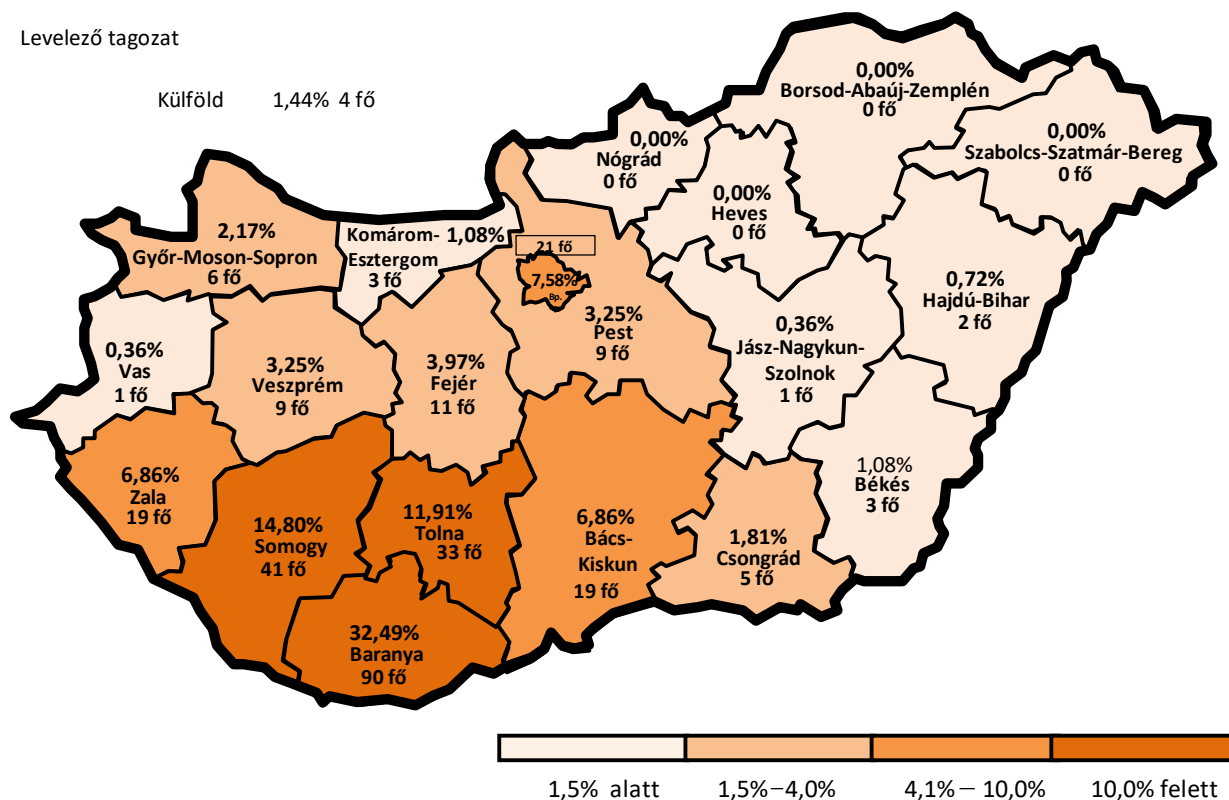 Levelező tagozat
Külföld 1,44% 4 fő
0,00%
Borsod-Abaúj-Zemplén
0 fő
0,00%
Szabolcs-Szatmár-Bereg
0 fő
0,00%
Nógrád
0 fő
0,00%
Heves
0 fő
2,17%
Győr-Moson-Sopron
6 fő
Komárom- 1,08%
Esztergom
3 fő
21 fő
7,58%
Bp.
3,25%
Pest
9 fő
0,72%
Hajdú-Bihar
2 fő
0,36%
Jász-Nagykun-
Szolnok
1 fő
0,36%
Vas
1 fő
3,25%
Veszprém
9 fő
3,97%
Fejér
11 fő
6,86%
Zala
19 fő
14,80%
Somogy
41 fő
11,91%
Tolna
33 fő
6,86%
Bács-
Kiskun
19 fő
1,81%
Csongrád
5 fő
1,08%
Békés
3 fő
32,49%
Baranya
90 fő
1,5% alatt 1,5%–4,0% 4,1% – 10,0% 10,0% felett